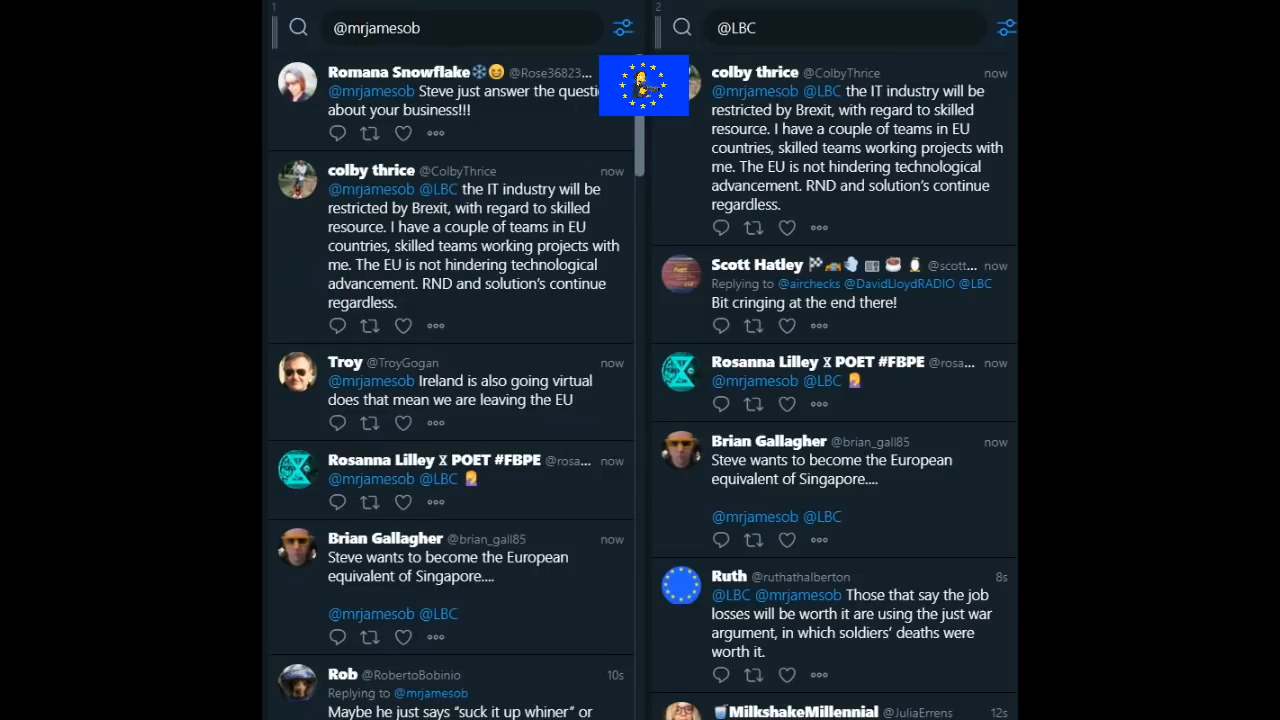 1
@mrjamesob
Romana Snowflake❄️😆 @Rose36823...
@mrjamesob Steve just answer the questi
about your business!!!
colby thrice @ColbyThrice now
@mrjamesob @LBC the IT industry will be
restricted by Brexit, with regard to skilled
resource. I have a couple of teams in EU
countries, skilled teams working projects with
me. The EU is not hindering technological
advancement. RND and solution's continue
regardless.
Troy @TroyGogan now
@mrjamesob Ireland is also going virtual
does that mean we are leaving the EU
Rosanna Lilley ⴳ POET #FBPE @rosa... now
@mrjamesob @LBC 🤦‍♀️
Brian Gallagher @brian_gall85 now
Steve wants to become the European
equivalent of Singapore....
@mrjamesob @LBC
Rob @RobertoBobinio 10s
Replying to @mrjamesob
Maybe he just says "suck it up whiner" or
2
@LBC
colby thrice @ColbyThrice now
@mrjamesob @LBC the IT industry will be
restricted by Brexit, with regard to skilled
resource. I have a couple of teams in EU
countries, skilled teams working projects with
me. The EU is not hindering technological
advancement. RND and solution's continue
regardless.
Scott Hatley 🏁🚕💨 @scott... now
Replying to @airchecks @DavidLloydRADIO @LBC
Bit cringing at the end there!
Rosanna Lilley ⴳ POET #FBPE @rosa... now
@mrjamesob @LBC 🤦‍♀️
Brian Gallagher @brian_gall85 now
Steve wants to become the European
equivalent of Singapore....
@mrjamesob @LBC
Ruth @ruthathalberton 8s
@LBC @mrjamesob Those that say the job
losses will be worth it are using the just war
argument, in which soldiers' deaths were
worth it.
🥤MilkshakeMillennial @JuliaErrens 12s